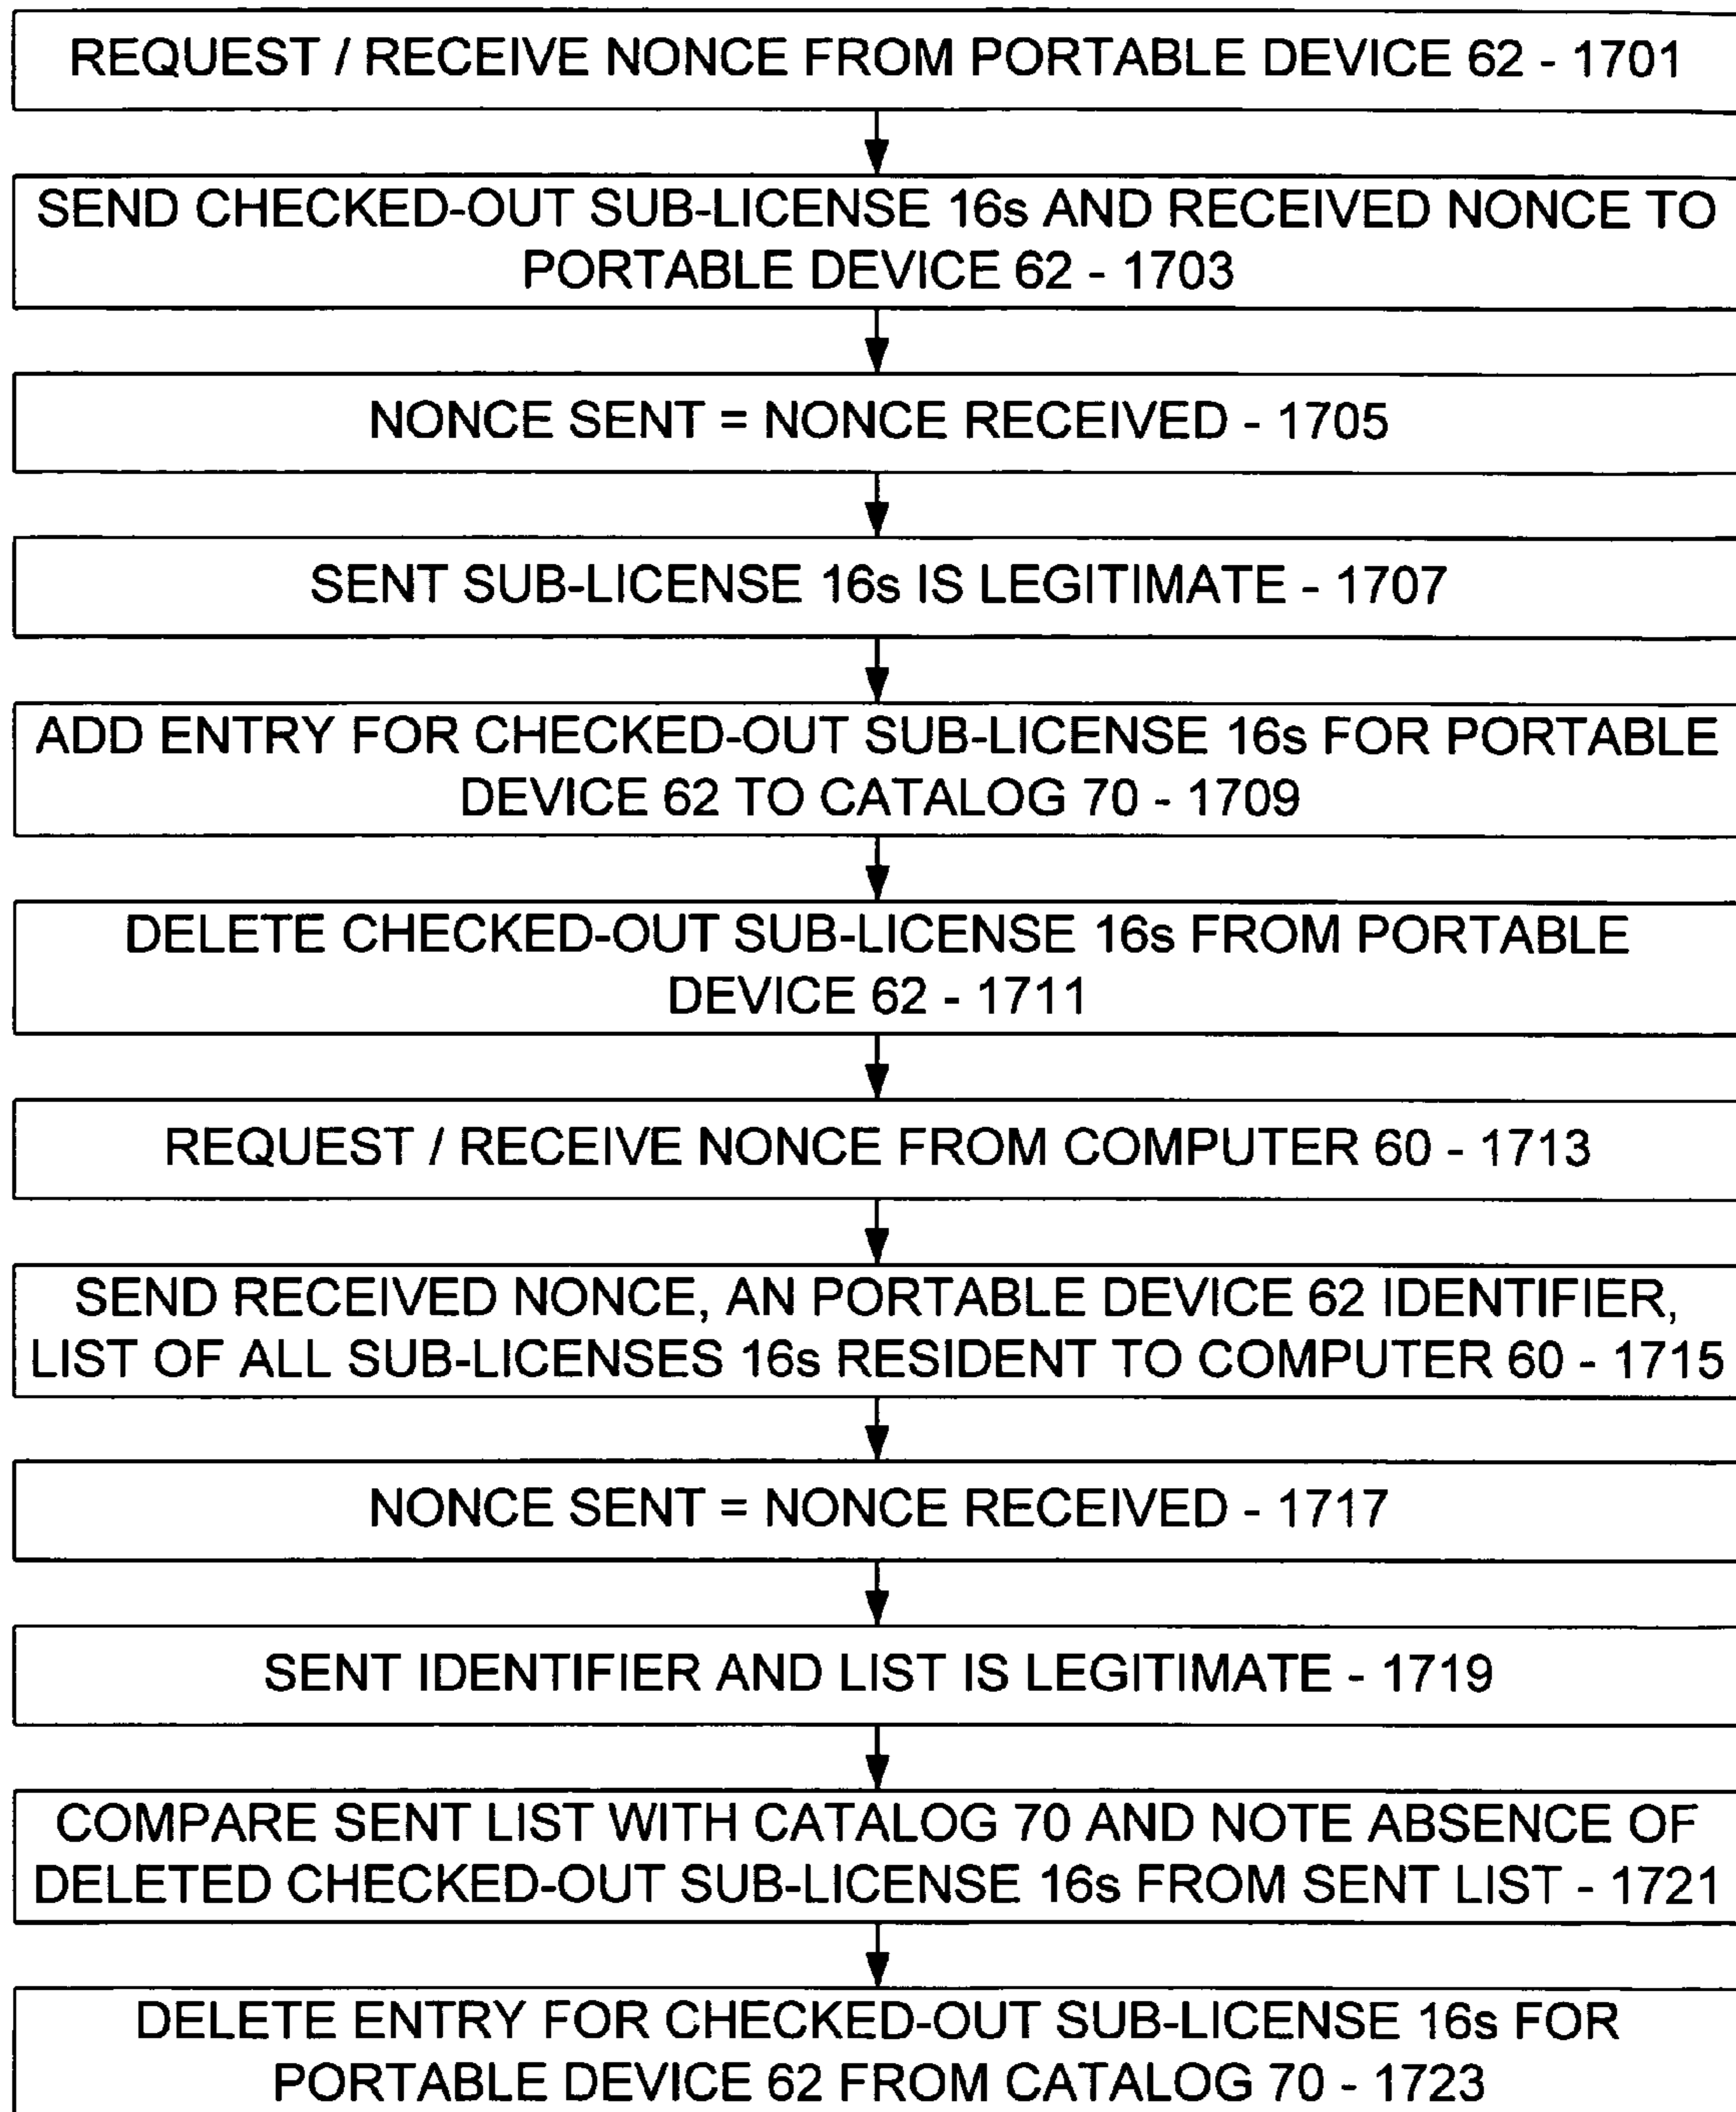 REQUEST / RECEIVE NONCE FROM PORTABLE DEVICE 62 - 1701
SEND CHECKED-OUT SUB-LICENSE 16s AND RECEIVED NONCE TO
PORTABLE DEVICE 62 - 1703
NONCE SENT = NONCE RECEIVED - 1705
SENT SUB-LICENSE 16s IS LEGITIMATE - 1707
ADD ENTRY FOR CHECKED-OUT SUB-LICENSE 16s FOR PORTABLE
DEVICE 62 TO CATALOG 70 - 1709
DELETE CHECKED-OUT SUB-LICENSE 16s FROM PORTABLE
DEVICE 62 - 1711
REQUEST / RECEIVE NONCE FROM COMPUTER 60 - 1713
SEND RECEIVED NONCE, AN PORTABLE DEVICE 62 IDENTIFIER,
LIST OF ALL SUB-LICENSES 16s RESIDENT TO COMPUTER 60 - 1715
NONCE SENT = NONCE RECEIVED - 1717
SENT IDENTIFIER AND LIST IS LEGITIMATE - 1719
COMPARE SENT LIST WITH CATALOG 70 AND NOTE ABSENCE OF
DELETED CHECKED-OUT SUB-LICENSE 16s FROM SENT LIST - 1721
DELETE ENTRY FOR CHECKED-OUT SUB-LICENSE 16s FOR
PORTABLE DEVICE 62 FROM CATALOG 70 - 1723